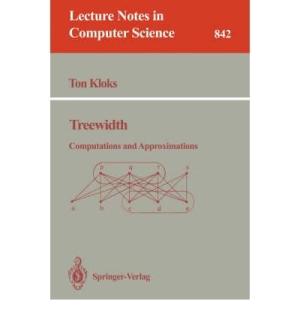 Lecture Notes in
Computer Science 842
Ton Kloks
Treewidth
Computations and Approximations
p q r s
a b c d e
Springer-Verlag